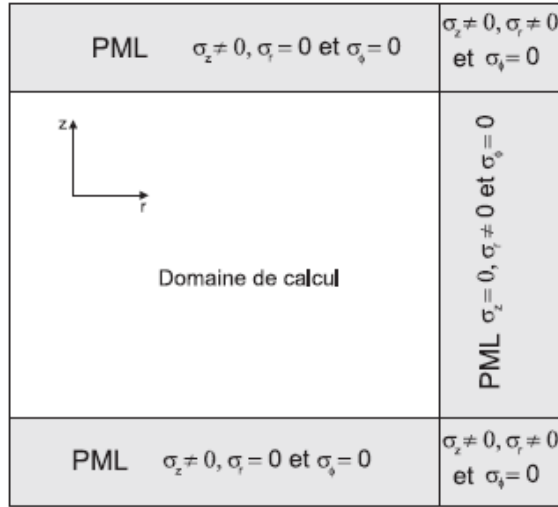 PML σz ≠ 0, σr = 0 et σϕ = 0
σz ≠ 0, σr ≠ 0
et σϕ = 0
z
r
Domaine de calcul
PML σz = 0, σr ≠ 0 et σϕ = 0
PML σz ≠ 0, σr = 0 et σϕ = 0
σz ≠ 0, σr ≠ 0
et σϕ = 0